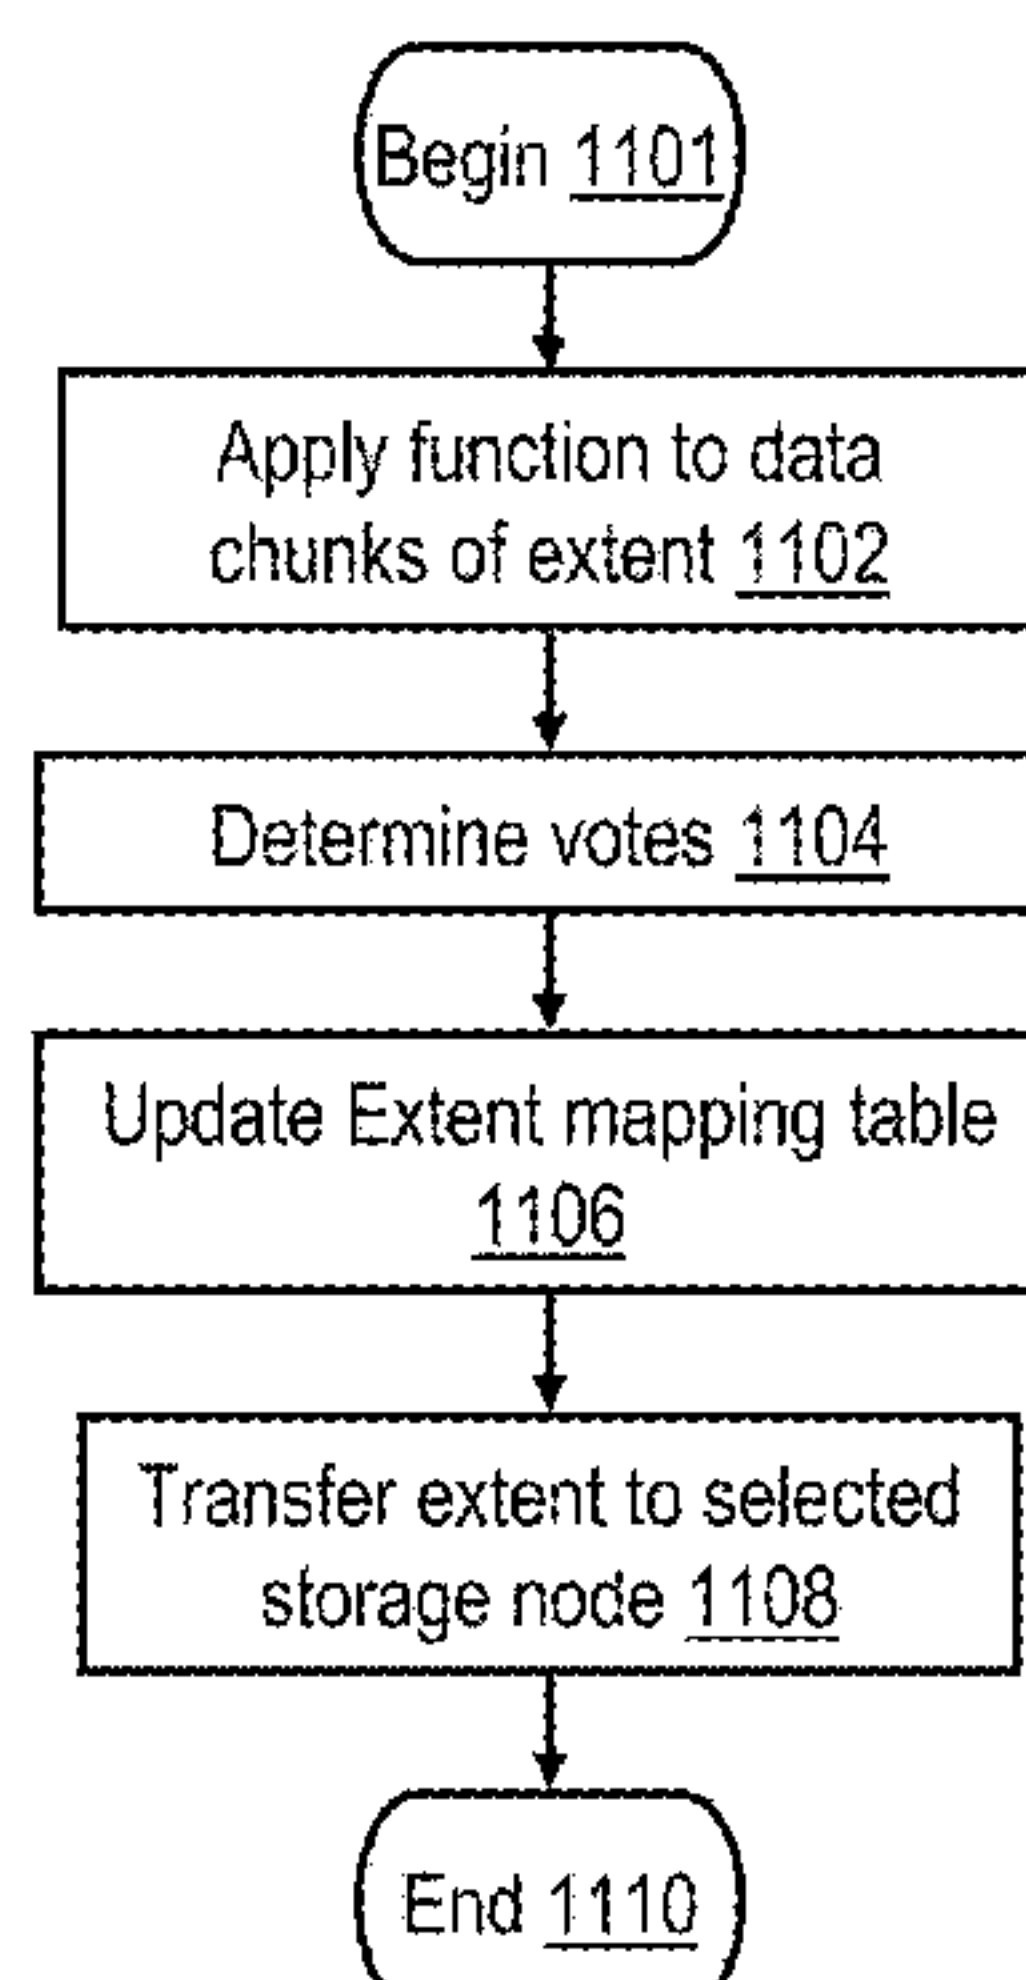 Begin 1101
Apply function to data
chunks of extent 1102
Determine votes 1104
Update Extent mapping table
1106
Transfer extent to selected
storage node 1108
End 1110